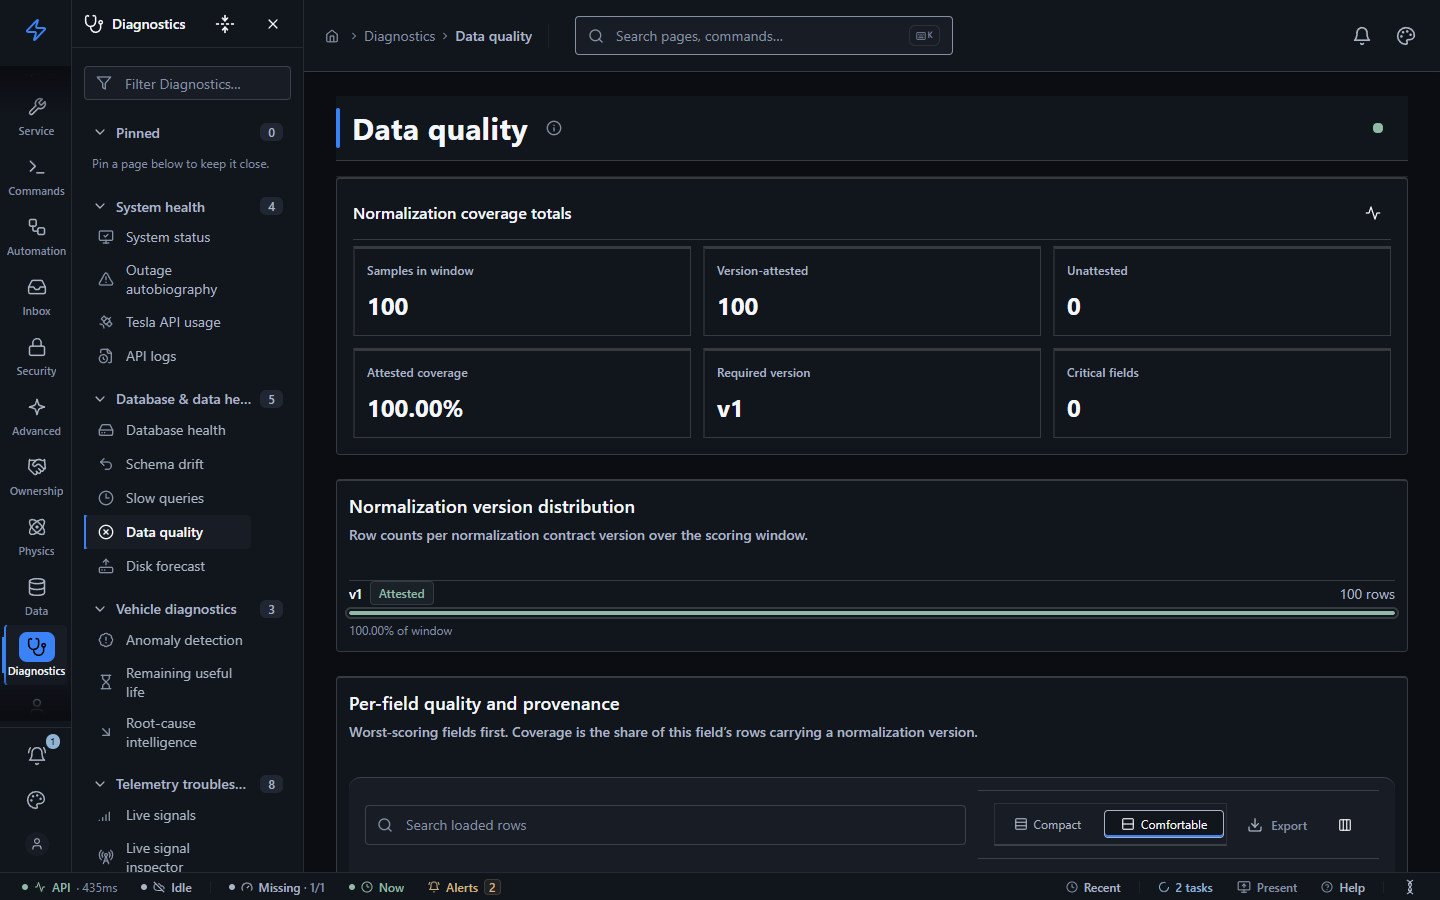 Diagnostics
Diagnostics
Data quality
Search pages, commands...
K
Service
Commands
Automation
Inbox
Security
Advanced
Ownership
Physics
Data
Diagnostics
1
Filter Diagnostics...
Pinned
0
Pin a page below to keep it close.
System health
4
System status
Outage
autobiography
Tesla API usage
API logs
Database & data he...
5
Database health
Schema drift
Slow queries
Data quality
Disk forecast
Vehicle diagnostics
3
Anomaly detection
Remaining useful
life
Root-cause
intelligence
Telemetry troubles...
8
Live signals
Live signal
inspector
Data quality
Normalization coverage totals
Samples in window
100
Version-attested
100
Unattested
0
Attested coverage
100.00%
Required version
v1
Critical fields
0
Normalization version distribution
Row counts per normalization contract version over the scoring window.
v1
Attested
100 rows
100.00% of window
Per-field quality and provenance
Worst-scoring fields first. Coverage is the share of this field's rows carrying a normalization version.
Search loaded rows
Compact
Comfortable
Export
API · 435ms
Idle
Missing · 1/1
Now
Alerts 2
Recent
2 tasks
Present
Help